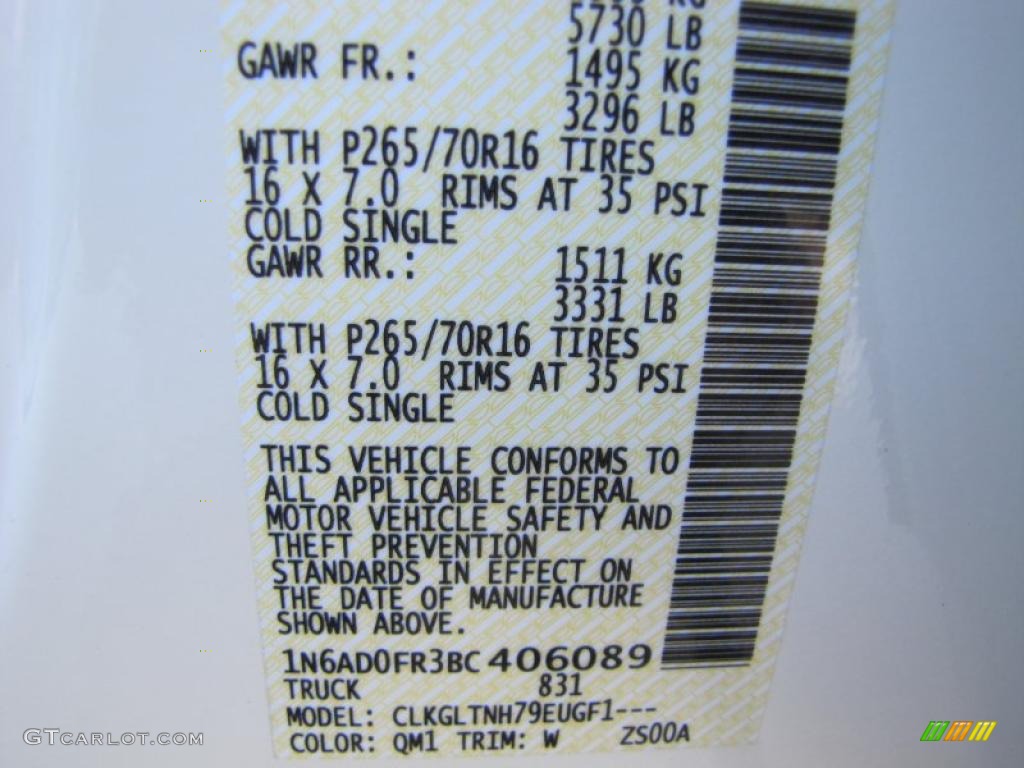 5730 LB
GAWR FR.: 1495 KG
3296 LB
WITH P265/70R16 TIRES
16 X 7.0 RIMS AT 35 PSI
COLD SINGLE
GAWR RR.: 1511 KG
3331 LB
WITH P265/70R16 TIRES
16 X 7.0 RIMS AT 35 PSI
COLD SINGLE
THIS VEHICLE CONFORMS TO
ALL APPLICABLE FEDERAL
MOTOR VEHICLE SAFETY AND
THEFT PREVENTION
STANDARDS IN EFFECT ON
THE DATE OF MANUFACTURE
SHOWN ABOVE.
1N6AD0FR3BC 406089
TRUCK 831
MODEL: CLKGLTNH79EUGF1---
COLOR: QM1 TRIM: W ZS00A
GTCarLot.com